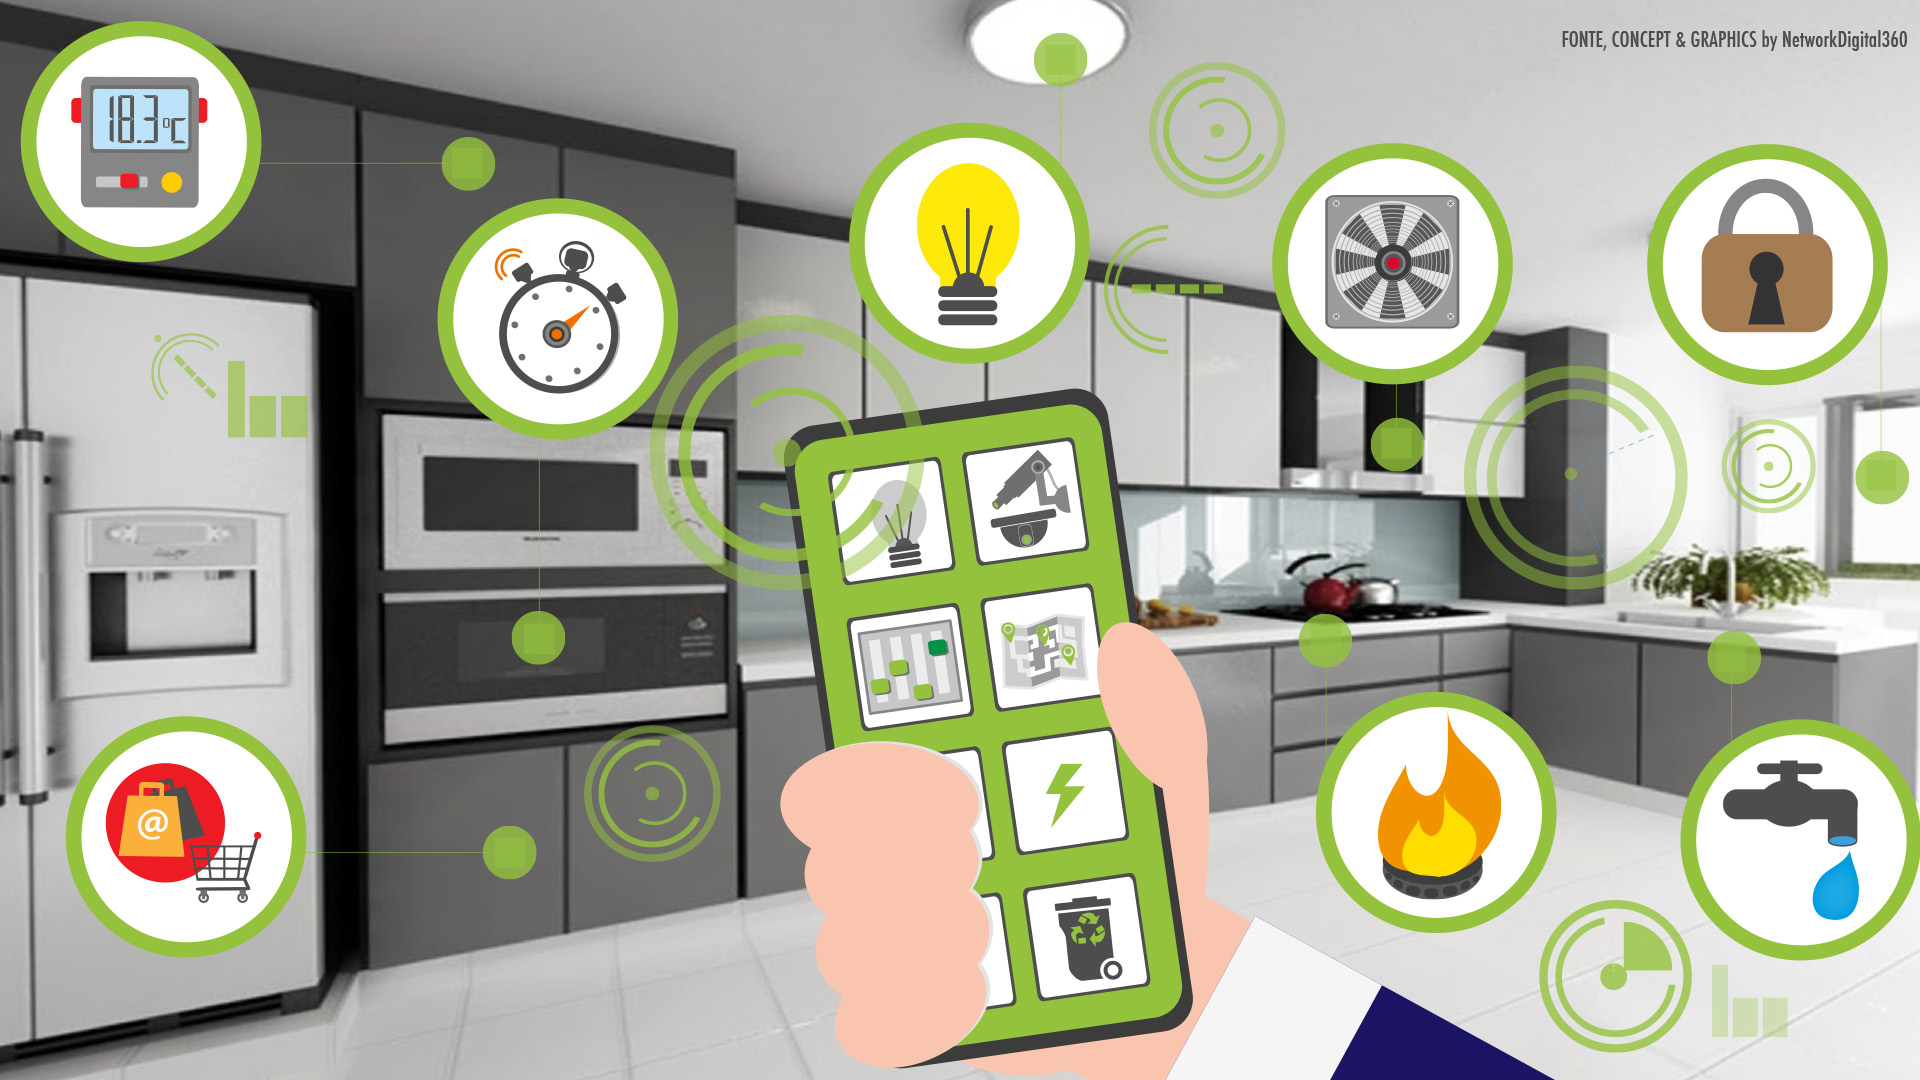 FONTE, CONCEPT & GRAPHICS by NetworkDigital360
18.3°C
@